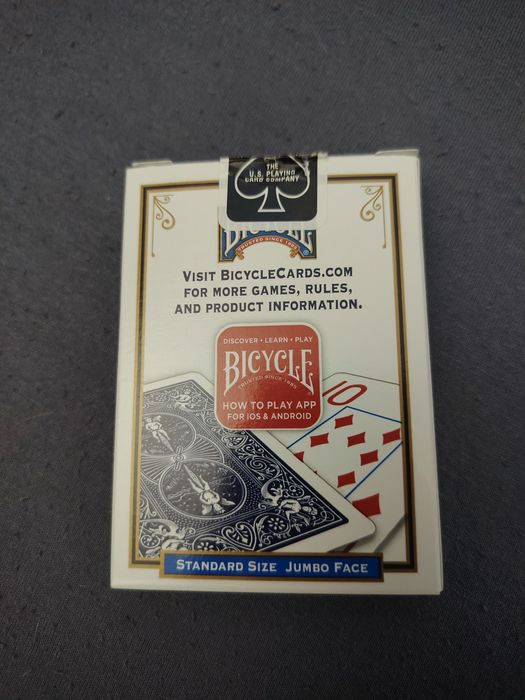 THE
U.S. PLAYING
CARD COMPANY
BICYCLE
TRUSTED SINCE 1885
VISIT BICYCLECARDS.COM
FOR MORE GAMES, RULES,
AND PRODUCT INFORMATION.
DISCOVER • LEARN • PLAY
BICYCLE
TRUSTED SINCE 1885
HOW TO PLAY APP
FOR iOS & ANDROID
10
STANDARD SIZE JUMBO FACE